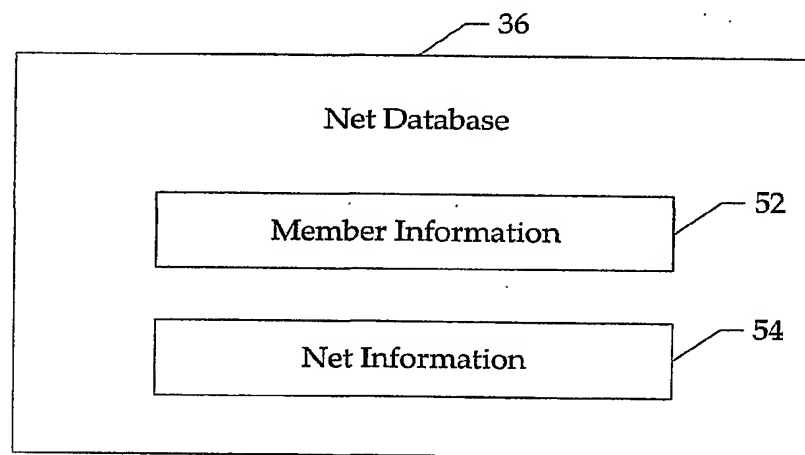 36
Net Database
52
Member Information
54
Net Information